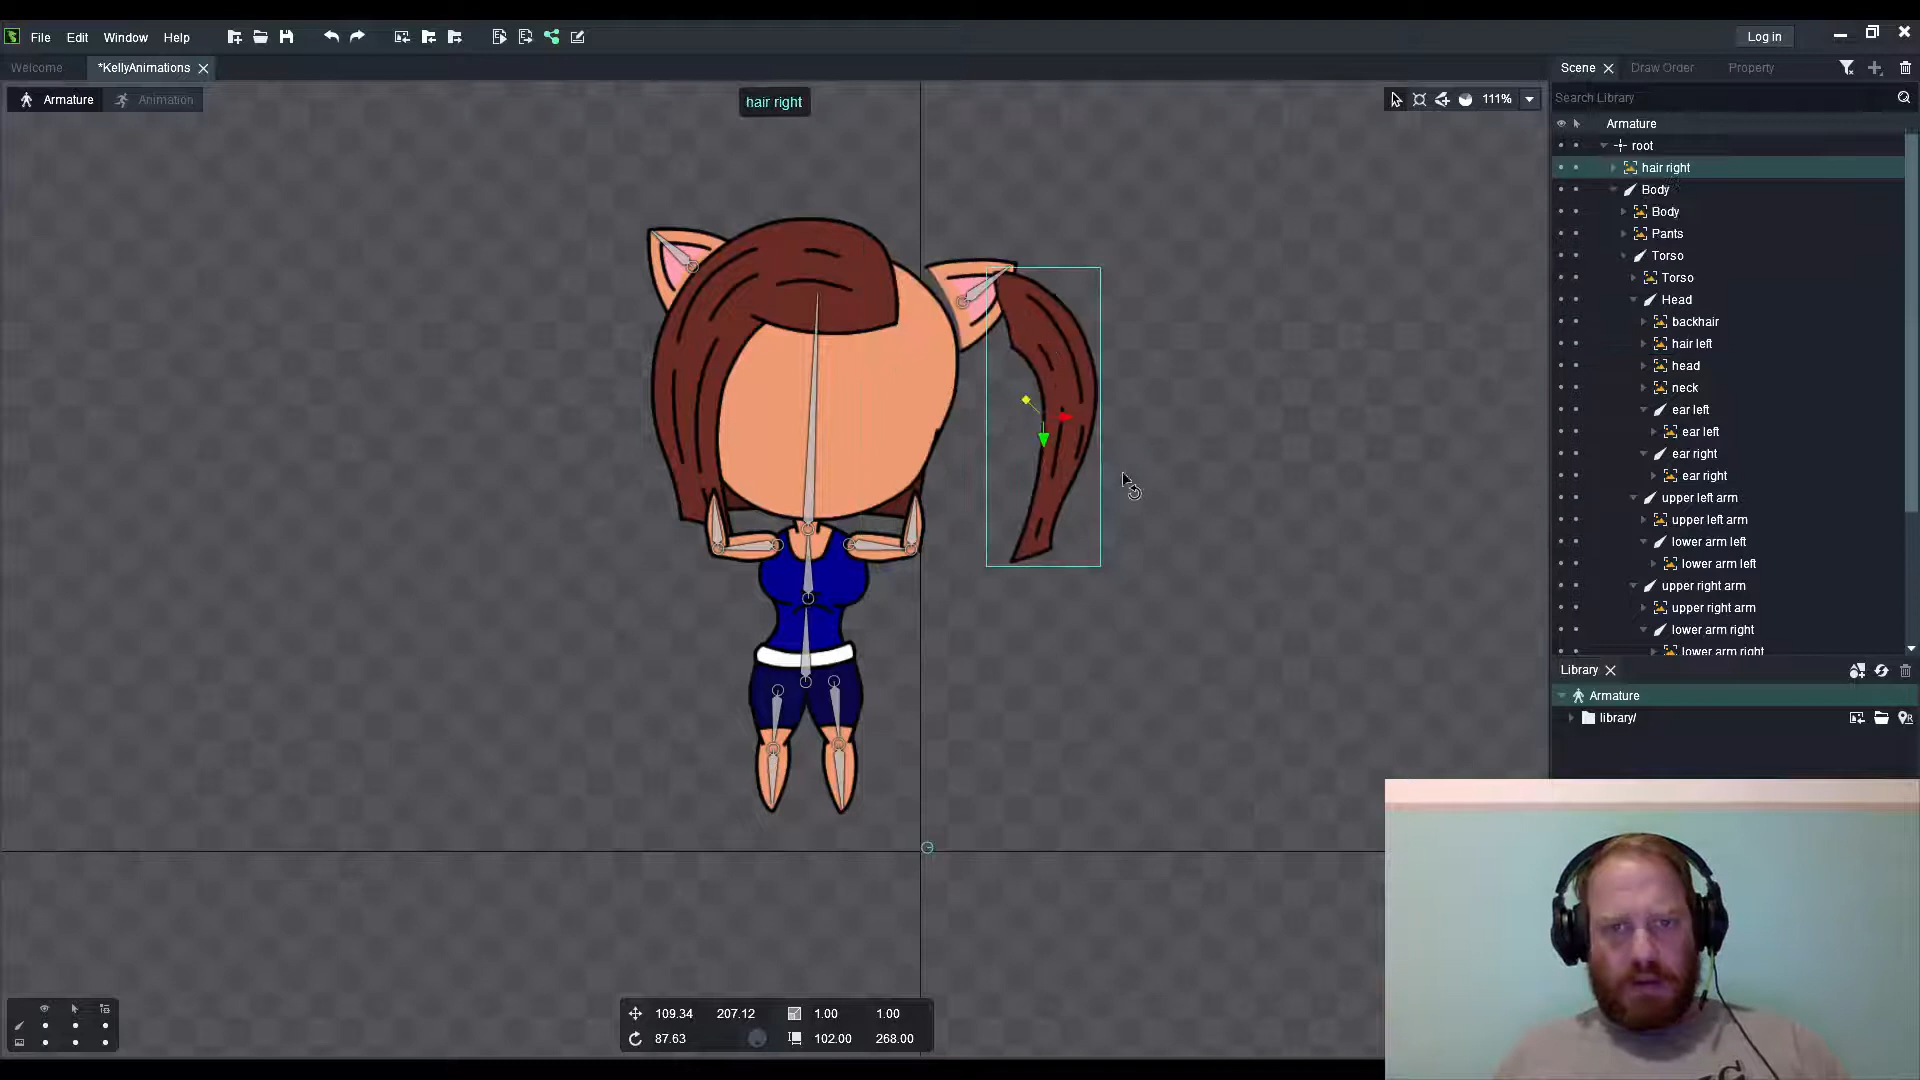 File Edit Window Help
Log in
Welcome
*KellyAnimations
Scene
Draw Order
Property
Armature
Animation
hair right
111%
Search Library
Armature
root
hair right
Body
Body
Pants
Torso
Torso
Head
backhair
hair left
head
neck
ear left
ear left
ear right
ear right
upper left arm
upper left arm
lower arm left
lower arm left
upper right arm
upper right arm
lower arm right
lower arm right
Library
Armature
library/
109.34 207.12 1.00 1.00
87.63 102.00 268.00